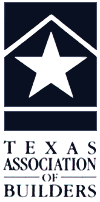 TEXAS
ASSOCIATION
OF
BUILDERS